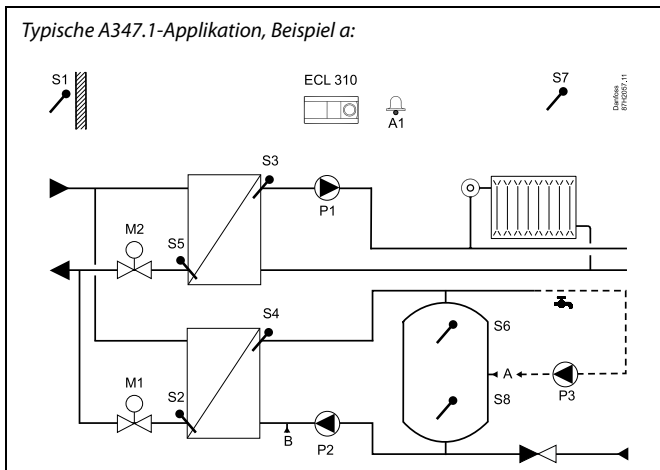 Typische A347.1-Applikation, Beispiel a:
S1
ECL 310
A1
S7
Danfoss
87H2057.11
S3
P1
M2
S5
S4
S6
A
P3
S8
M1
S2
B
P2